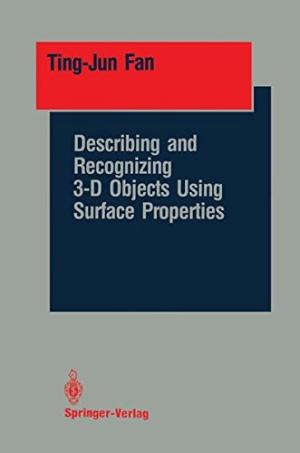 Ting-Jun Fan
Describing and
Recognizing
3-D Objects Using
Surface Properties
Springer-Verlag